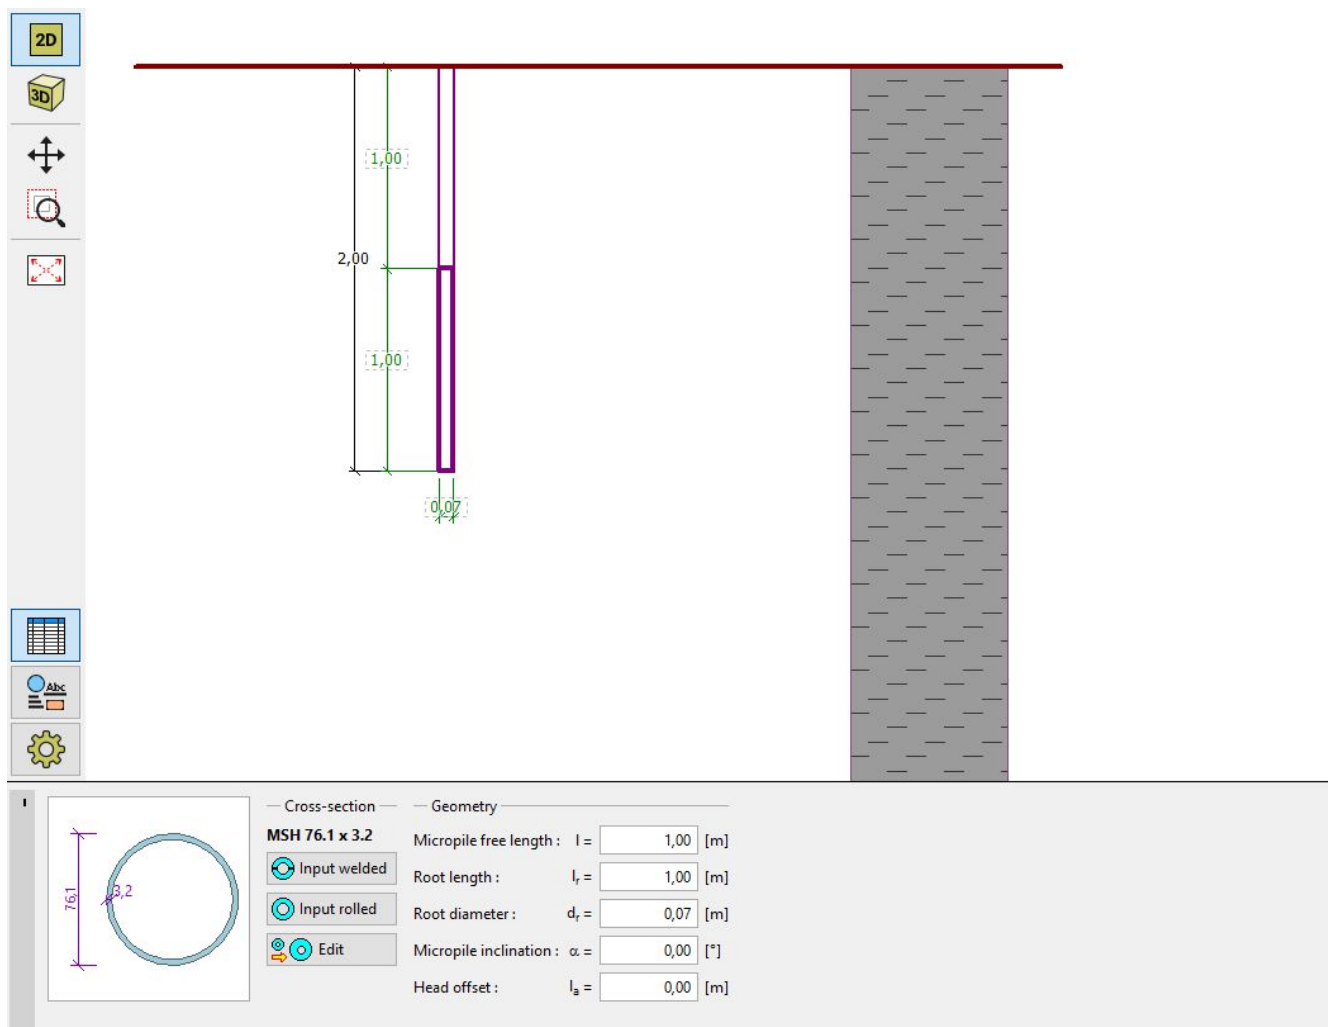 2D
3D
1,00
2,00
1,00
0,07
Abc
Cross-section
Geometry
MSH 76.1 x 3.2
Micropile free length : l = 1,00 [m]
Input welded
76,1
3,2
Root length : lr = 1,00 [m]
Input rolled
Root diameter : dr = 0,07 [m]
Edit
Micropile inclination : α = 0,00 [°]
Head offset : la = 0,00 [m]